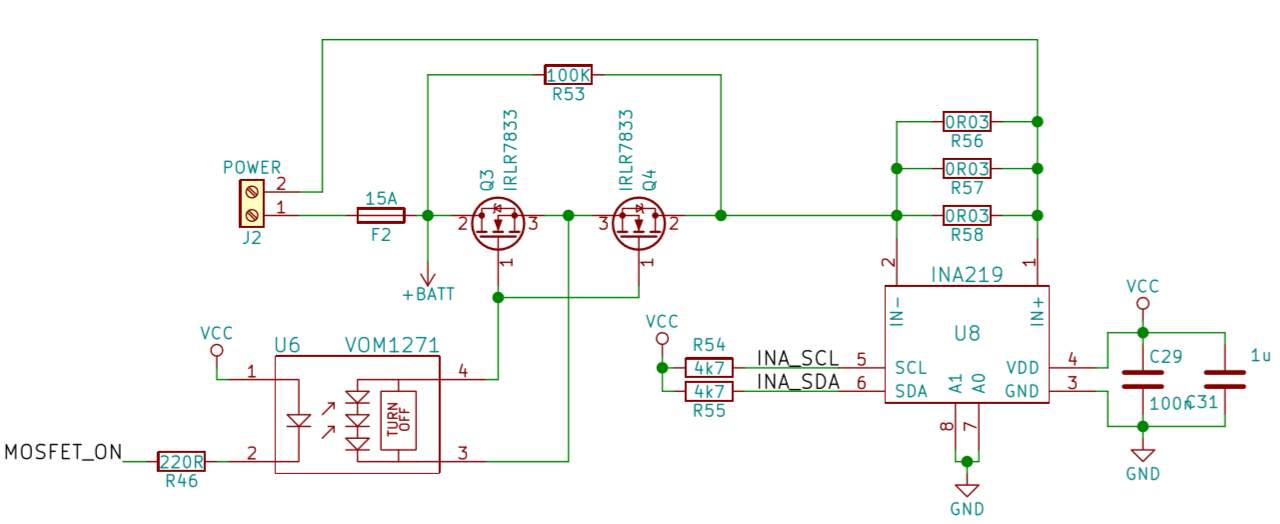 100K
R53
POWER
2
1
J2
15A
F2
Q3
IRLR7833
2
3
1
IRLR7833
Q4
3
2
1
+BATT
0R03
R56
0R03
R57
0R03
R58
2
1
INA219
IN-
IN+
U8
VCC
U6
VOM1271
1
4
TURN
OFF
MOSFET_ON
220R
R46
2
3
VCC
R54
4k7
INA_SCL
5
SCL
4k7
R55
INA_SDA
6
SDA
A1
A0
VDD
4
GND
3
8
7
GND
VCC
C29
100n
1u
C31
GND